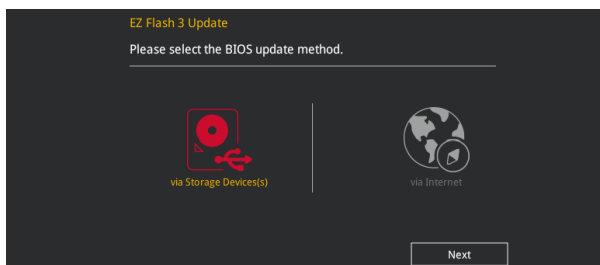 EZ Flash 3 Update
Please select the BIOS update method.
via Storage Devices(s)
via Internet
Next